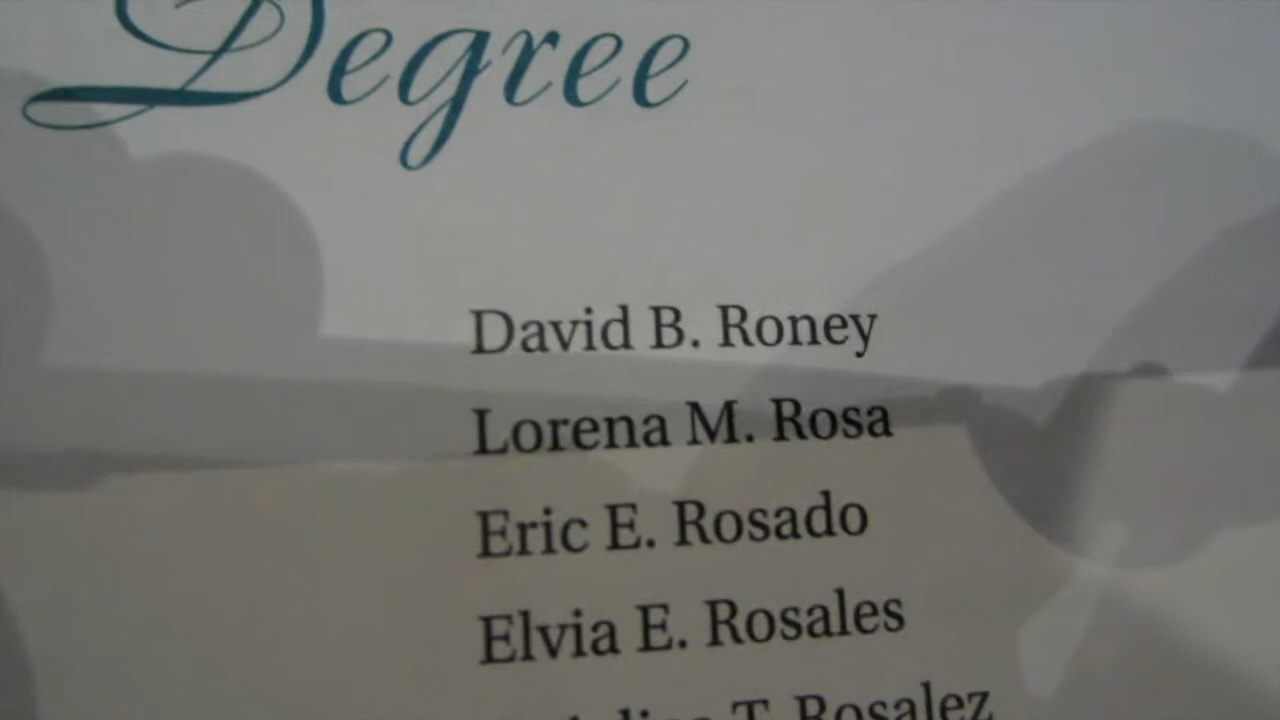 Degree
David B. Roney
Lorena M. Rosa
Eric E. Rosado
Elvia E. Rosales
T. Rosalez